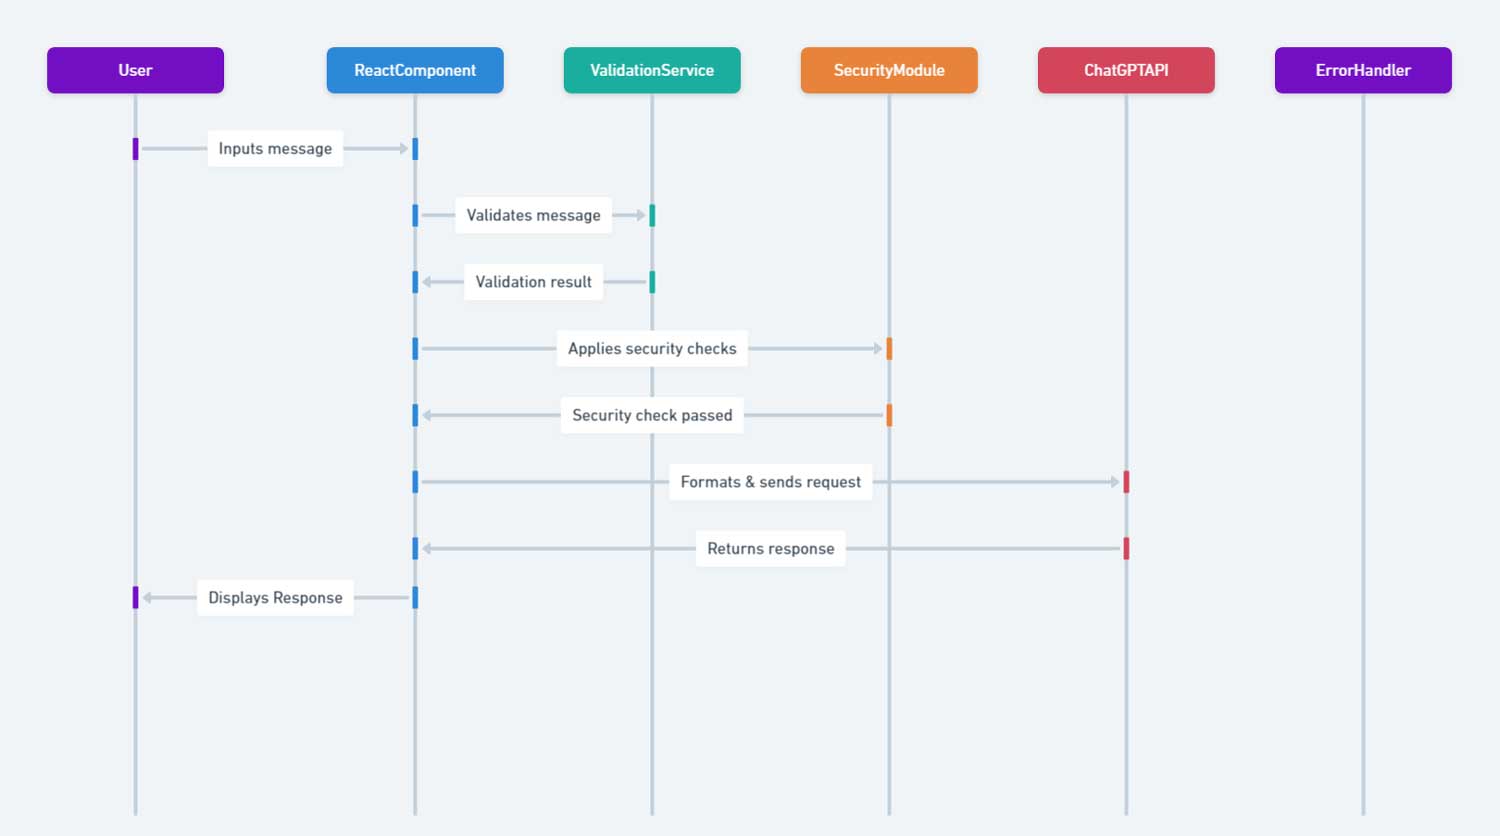 User
ReactComponent
ValidationService
SecurityModule
ChatGPTAPI
ErrorHandler
Inputs message
Validates message
Validation result
Applies security checks
Security check passed
Formats & sends request
Returns response
Displays Response